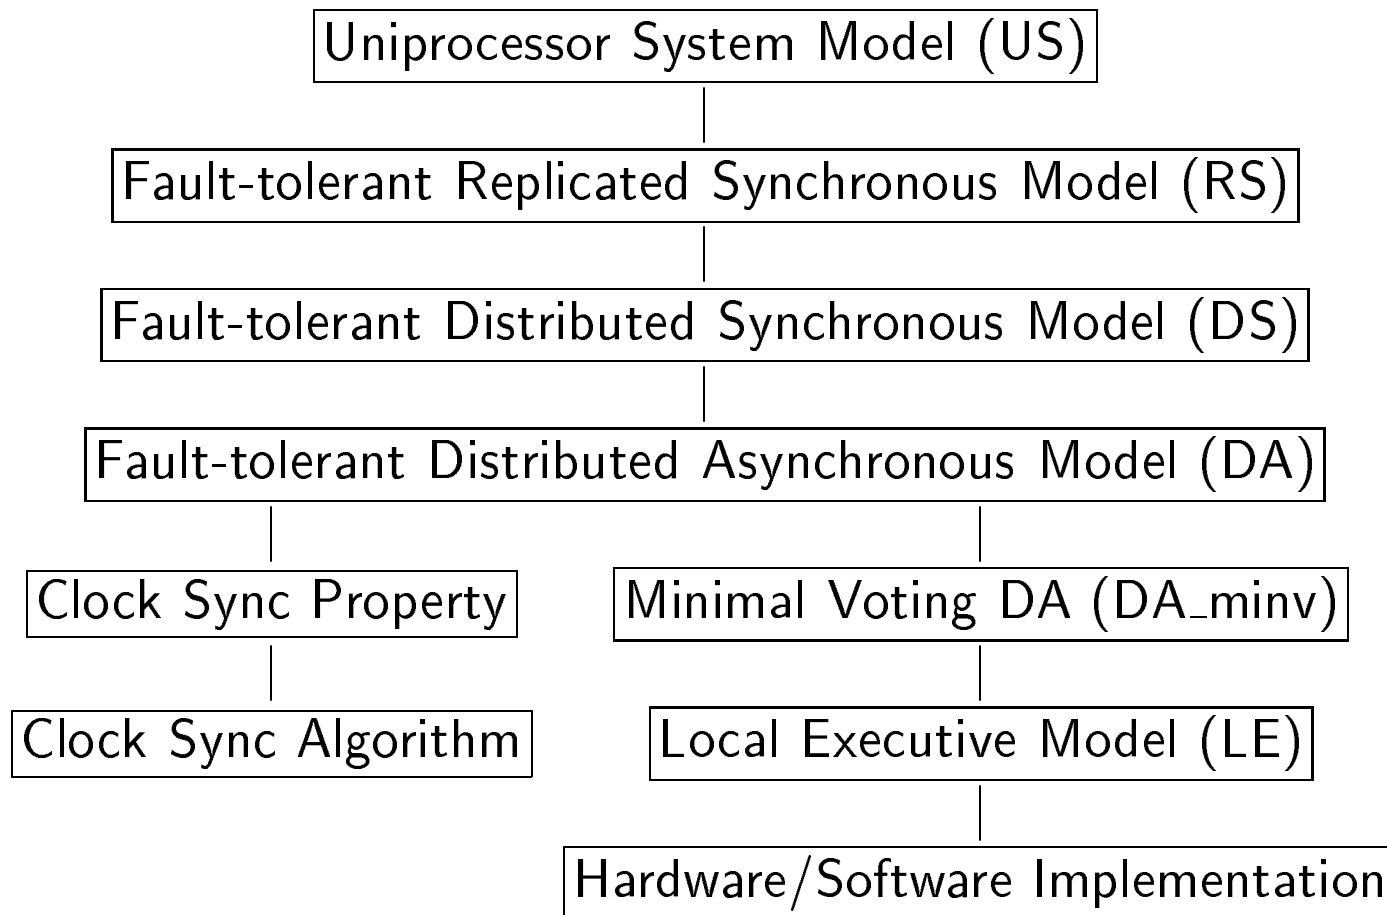 Uniprocessor System Model (US)
Fault-tolerant Replicated Synchronous Model (RS)
Fault-tolerant Distributed Synchronous Model (DS)
Fault-tolerant Distributed Asynchronous Model (DA)
Clock Sync Property
Minimal Voting DA (DA_minv)
Clock Sync Algorithm
Local Executive Model (LE)
Hardware/Software Implementation